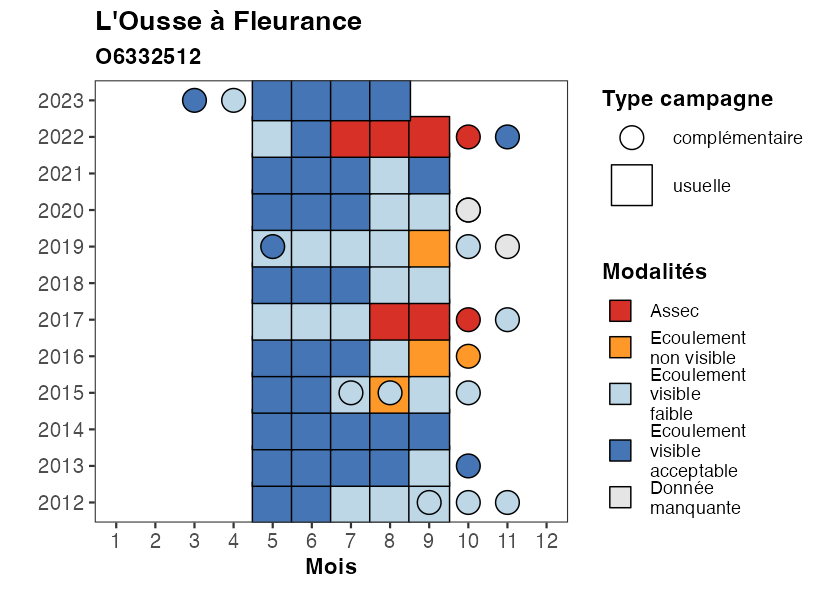 L'Ousse à Fleurance
O6332512
2023
2022
2021
2020
2019
2018
2017
2016
2015
2014
2013
2012
1 2 3 4 5 6 7 8 9 10 11 12
Mois
Type campagne
complémentaire
usuelle
Modalités
Assec
Ecoulement
non visible
Ecoulement
visible
faible
Ecoulement
visible
acceptable
Donnée
manquante